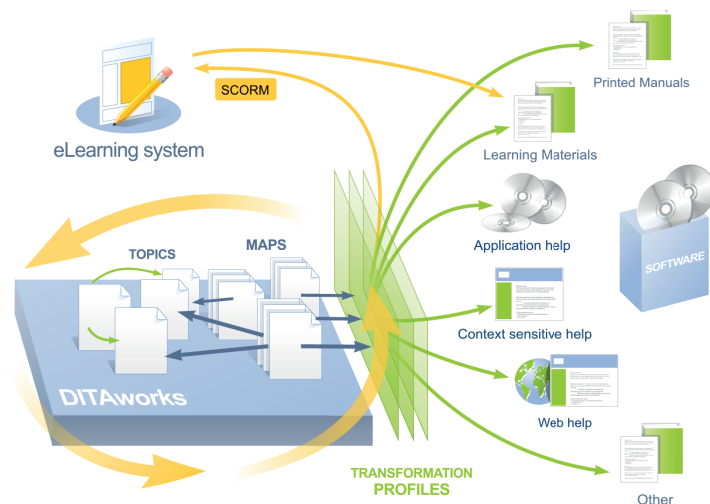 Printed Manuals
SCORM
eLearning system
Learning Materials
TOPICS
MAPS
Application help
SOFTWARE
Context sensitive help
DITAworks
Web help
TRANSFORMATION
PROFILES
Other